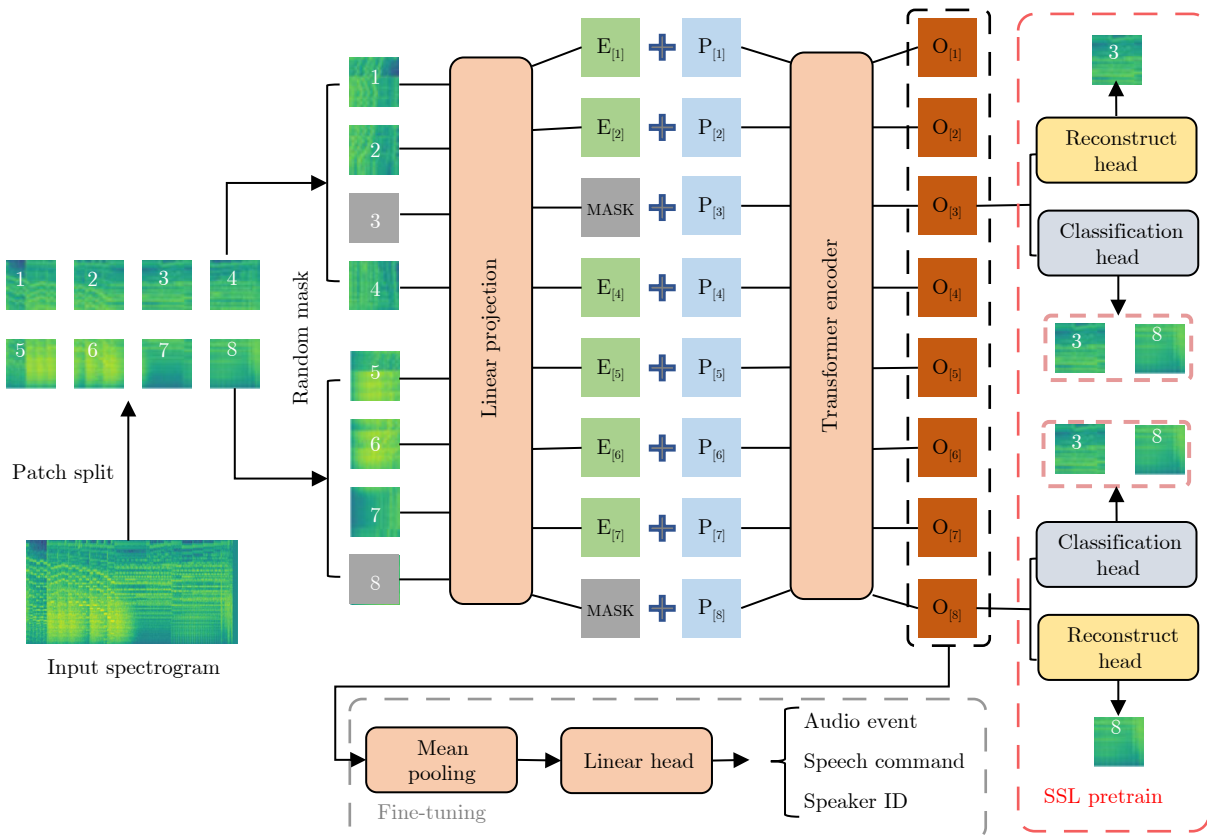 1 2 3 4
5 6 7 8
Patch split
Input spectrogram
Random mask
1
2
3
4
5
6
7
8
Linear projection
E[1] P[1]
E[2] P[2]
MASK P[3]
E[4] P[4]
E[5] P[5]
E[6] P[6]
E[7] P[7]
MASK P[8]
Transformer encoder
O[1]
O[2]
O[3]
O[4]
O[5]
O[6]
O[7]
O[8]
3
Reconstruct
head
Classification
head
3 8
3 8
Classification
head
Reconstruct
head
8
SSL pretrain
Mean
pooling
Linear head
Audio event
Speech command
Speaker ID
Fine-tuning